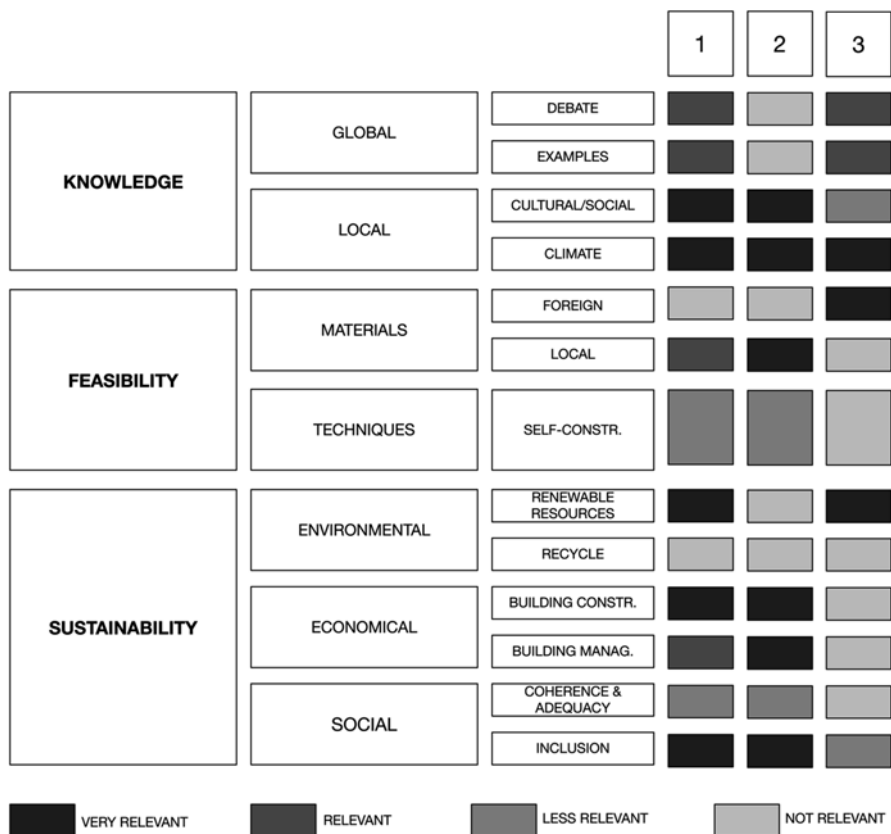 1 2 3
KNOWLEDGE
GLOBAL
DEBATE
EXAMPLES
LOCAL
CULTURAL/SOCIAL
CLIMATE
FEASIBILITY
MATERIALS
FOREIGN
LOCAL
TECHNIQUES
SELF-CONSTR.
SUSTAINABILITY
ENVIRONMENTAL
RENEWABLE
RESOURCES
RECYCLE
ECONOMICAL
BUILDING CONSTR.
BUILDING MANAG.
SOCIAL
COHERENCE &
ADEQUACY
INCLUSION
VERY RELEVANT RELEVANT LESS RELEVANT NOT RELEVANT